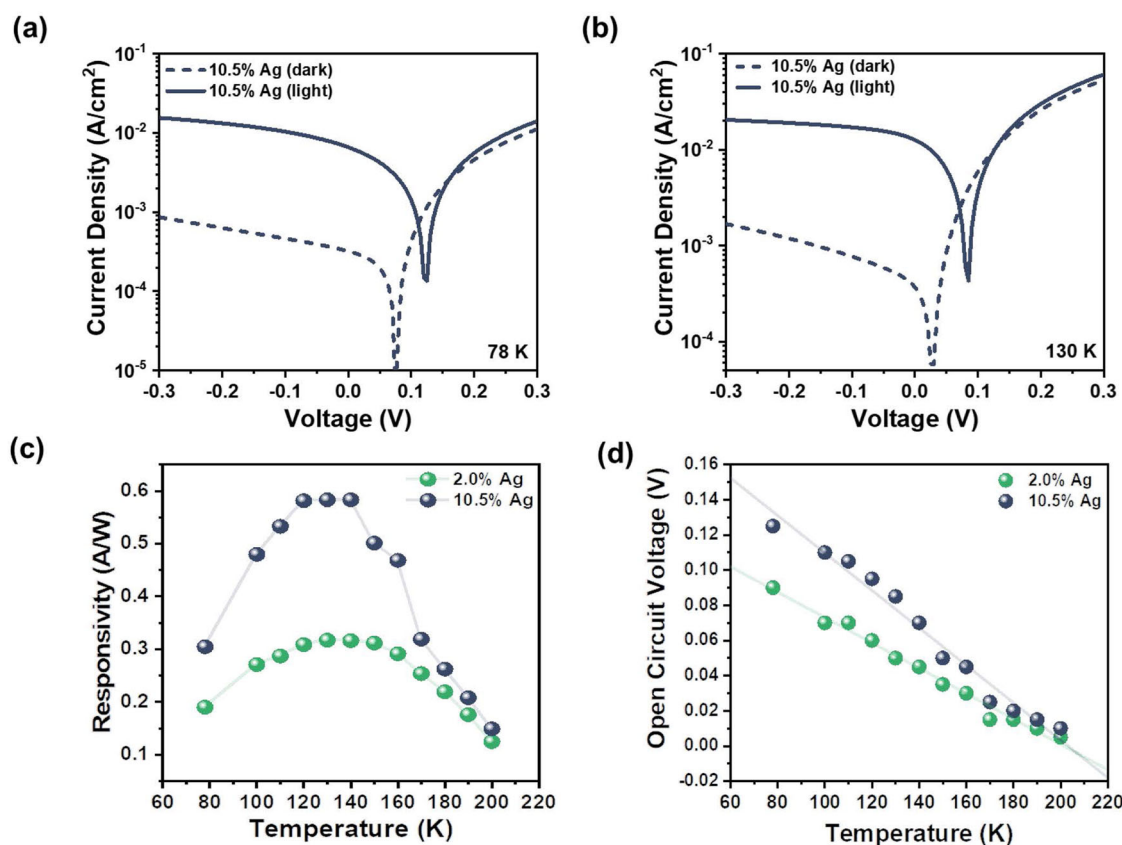 (a)
10⁻¹
10⁻²
10⁻³
10⁻⁴
10⁻⁵
Current Density (A/cm²)
10.5% Ag (dark)
10.5% Ag (light)
78 K
-0.3 -0.2 -0.1 0.0 0.1 0.2 0.3
Voltage (V)
(b)
10⁻¹
10⁻²
10⁻³
10⁻⁴
Current Density (A/cm²)
10.5% Ag (dark)
10.5% Ag (light)
130 K
-0.3 -0.2 -0.1 0.0 0.1 0.2 0.3
Voltage (V)
(c)
0.6
0.5
0.4
0.3
0.2
0.1
Responsivity (A/W)
2.0% Ag
10.5% Ag
60 80 100 120 140 160 180 200 220
Temperature (K)
(d)
0.16
0.14
0.12
0.10
0.08
0.06
0.04
0.02
0.00
-0.02
Open Circuit Voltage (V)
2.0% Ag
10.5% Ag
60 80 100 120 140 160 180 200 220
Temperature (K)